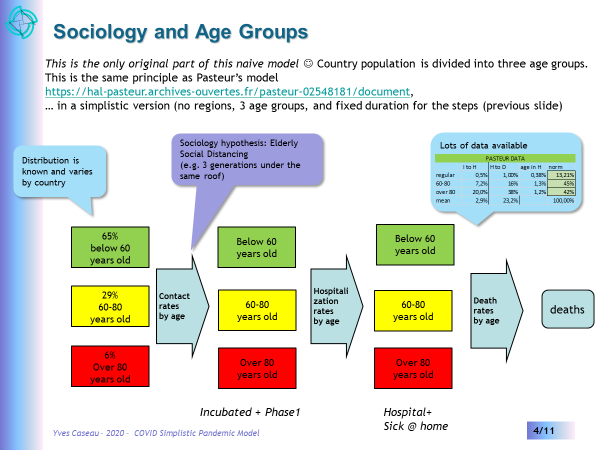 Sociology and Age Groups
This is the only original part of this naive model ☺ Country population is divided into three age groups.
This is the same principle as Pasteur's model
https://hal-pasteur.archives-ouvertes.fr/pasteur-02548181/document,
… in a simplistic version (no regions, 3 age groups, and fixed duration for the steps (previous slide)
Distribution is
known and varies
by country
Sociology hypothesis: Elderly
Social Distancing
(e.g. 3 generations under the
same roof)
Lots of data available
PASTEUR DATA
I to H H to D age in H norm
regular 0,5% 1,00% 0,38% 13,21%
60-80 7,2% 16% 1,3% 45%
over 80 20,0% 38% 1,2% 42%
mean 2,9% 23,2% 100,00%
65%
below 60
years old
29%
60-80
years old
6%
Over 80
years old
Contact
rates
by age
Below 60
years old
60-80
years old
Over 80
years old
Hospitali
zation
rates
by age
Below 60
years old
60-80
years old
Over 80
years old
Death
rates
by age
deaths
Incubated + Phase1
Hospital+
Sick @ home
Yves Caseau - 2020 - COVID Simplistic Pandemic Model
4/11